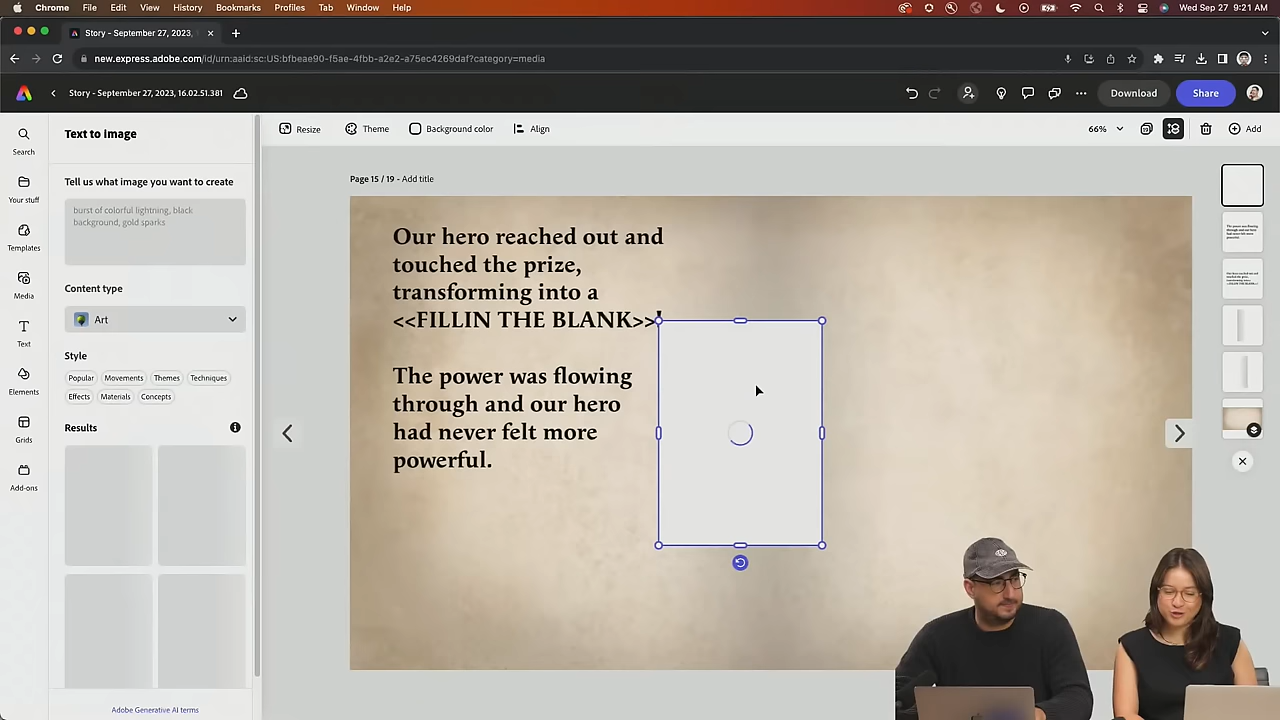 Chrome File Edit View History Bookmarks Profiles Tab Window Help Wed Sep 27 9:21 AM
Story - September 27, 2023,
new.express.adobe.com/id/urn:aaid:sc:US:bfbeae90-f5ae-4fbb-a2e2-a75ec4269daf?category=media
Story - September 27, 2023, 16.02.51.381 Download Share
Text to image
Resize Theme Background color Align 66% Add
Search
Your stuff
Templates
Media
Text
Elements
Grids
Add-ons
Tell us what image you want to create
burst of colorful lightning, black
background, gold sparks
Content type
Art
Style
Popular Movements Themes Techniques
Effects Materials Concepts
Results
Adobe Generative AI terms
Page 15 / 19 - Add title
Our hero reached out and
touched the prize,
transforming into a
<<FILLIN THE BLANK>>
The power was flowing
through and our hero
had never felt more
powerful.